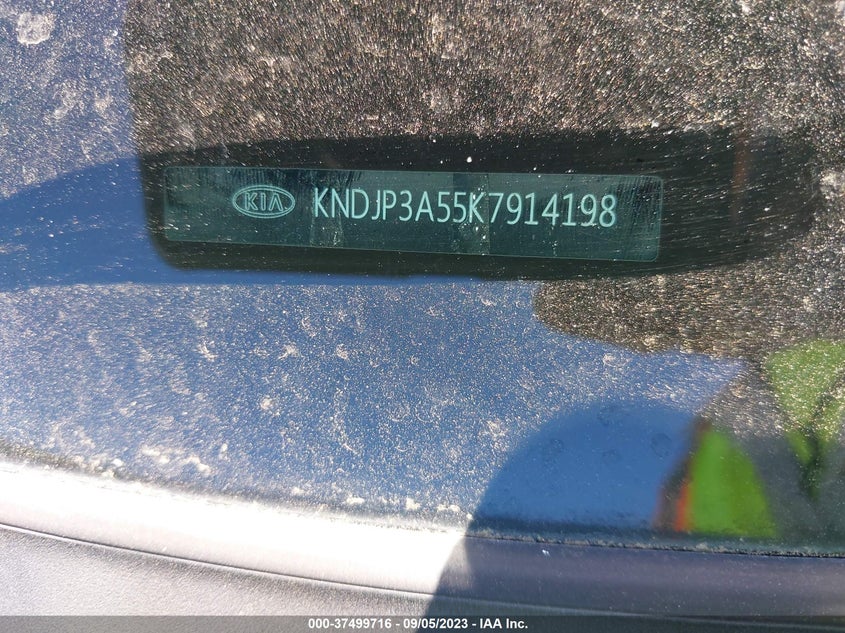 KIA KNDJP3A55K7914198
000-37499716 - 09/05/2023 - IAA Inc.